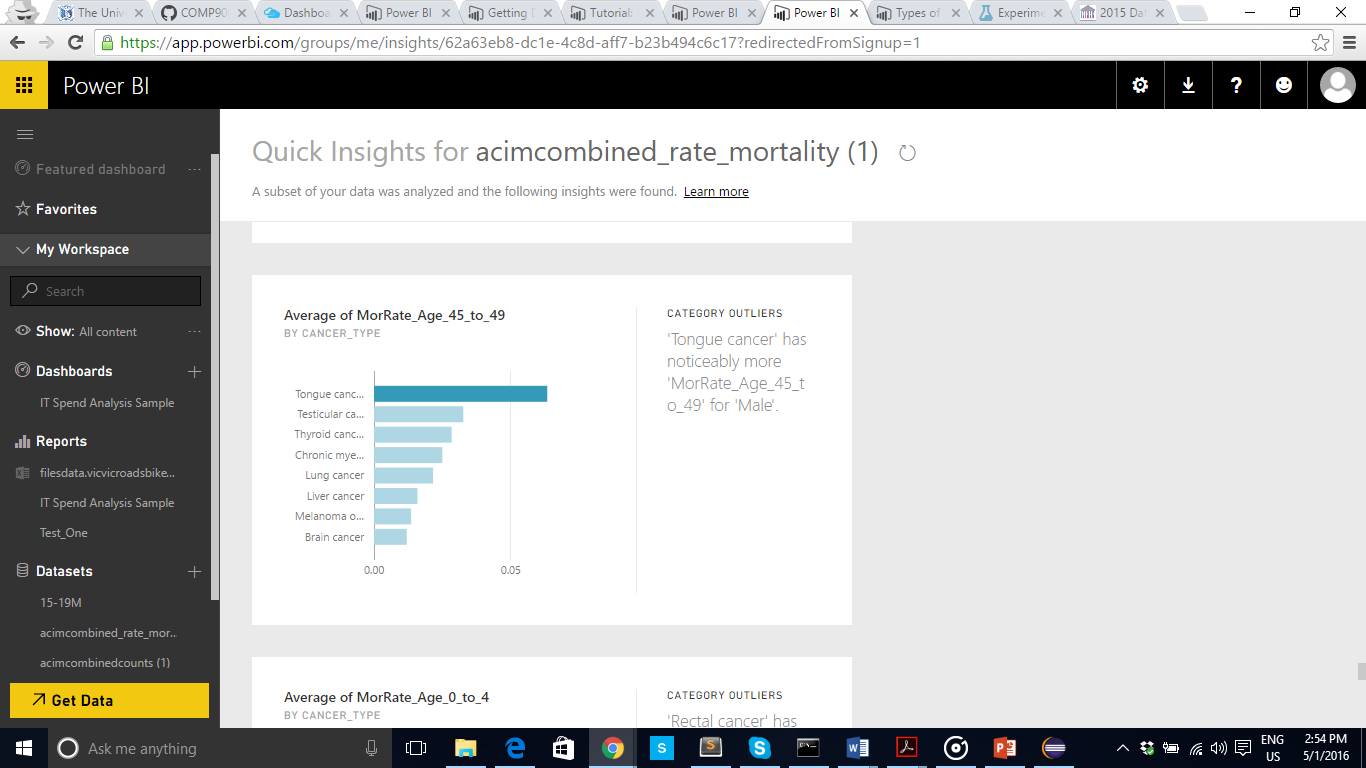 The Unive
COMP90
Dashboa
Power BI
Getting D
Tutorial:
Power BI
Power BI
Types of
Experime
2015 Dat
https://app.powerbi.com/groups/me/insights/62a63eb8-dc1e-4c8d-aff7-b23b494c6c17?redirectedFromSignup=1
Power BI
?
Featured dashboard ...
Favorites
My Workspace
Search
Show: All content ...
Dashboards +
IT Spend Analysis Sample
Reports
filesdata.vicvicroadsbike...
IT Spend Analysis Sample
Test_One
Datasets +
15-19M
acimcombined_rate_mor...
acimcombinedcounts (1)
Get Data
Quick Insights for acimcombined_rate_mortality (1)
A subset of your data was analyzed and the following insights were found. Learn more
Average of MorRate_Age_45_to_49
BY CANCER_TYPE
Tongue canc...
Testicular ca...
Thyroid canc...
Chronic mye...
Lung cancer
Liver cancer
Melanoma o...
Brain cancer
0.00 0.05
CATEGORY OUTLIERS
'Tongue cancer' has
noticeably more
'MorRate_Age_45_t
o_49' for 'Male'.
Average of MorRate_Age_0_to_4
BY CANCER_TYPE
CATEGORY OUTLIERS
'Rectal cancer' has
Ask me anything
ENG
US
2:54 PM
5/1/2016